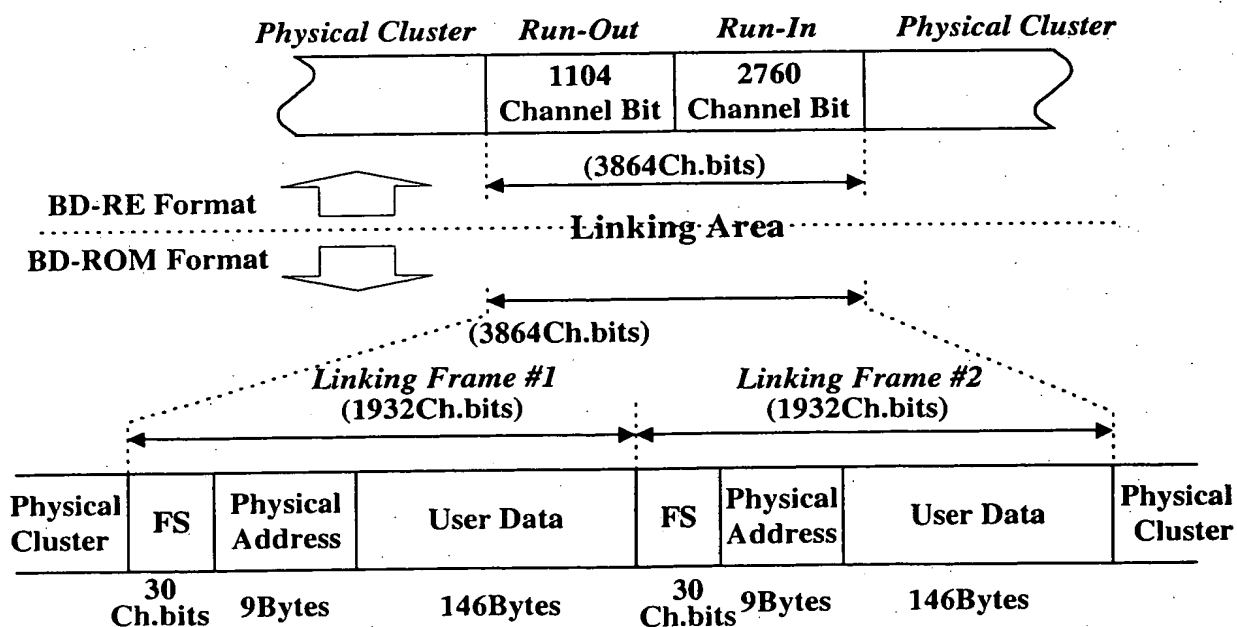 Physical Cluster Run-Out Run-In Physical Cluster
1104 2760
Channel Bit Channel Bit
(3864Ch.bits)
BD-RE Format
Linking Area
BD-ROM Format
(3864Ch.bits)
Linking Frame #1 Linking Frame #2
(1932Ch.bits) (1932Ch.bits)
Physical Cluster FS Physical Address User Data FS Physical Address User Data Physical Cluster
30 Ch.bits 9Bytes 146Bytes 30 Ch.bits 9Bytes 146Bytes